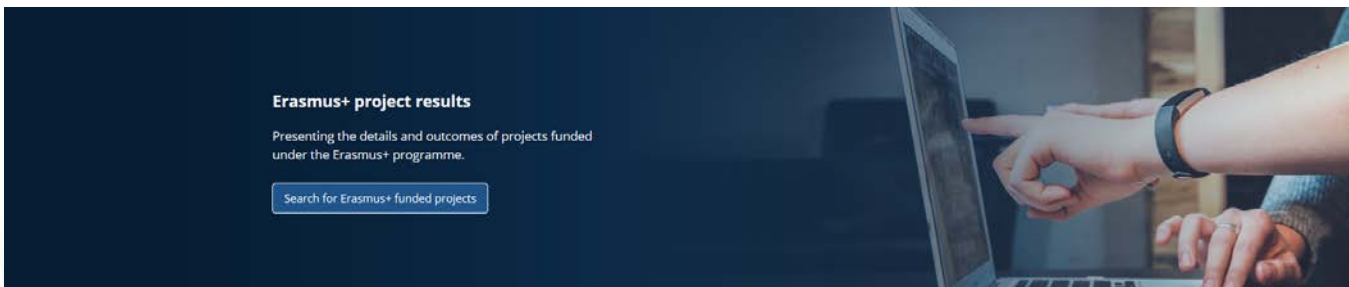 Erasmus+ project results
Presenting the details and outcomes of projects funded
under the Erasmus+ programme.
Search for Erasmus+ funded projects